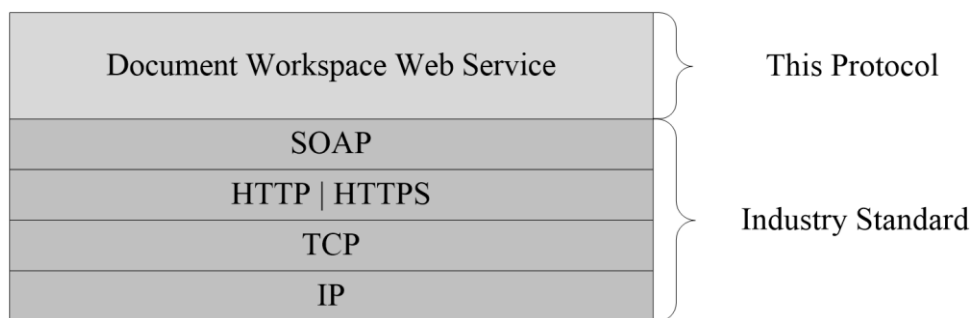 Document Workspace Web Service
This Protocol
SOAP
HTTP | HTTPS
TCP
IP
Industry Standard